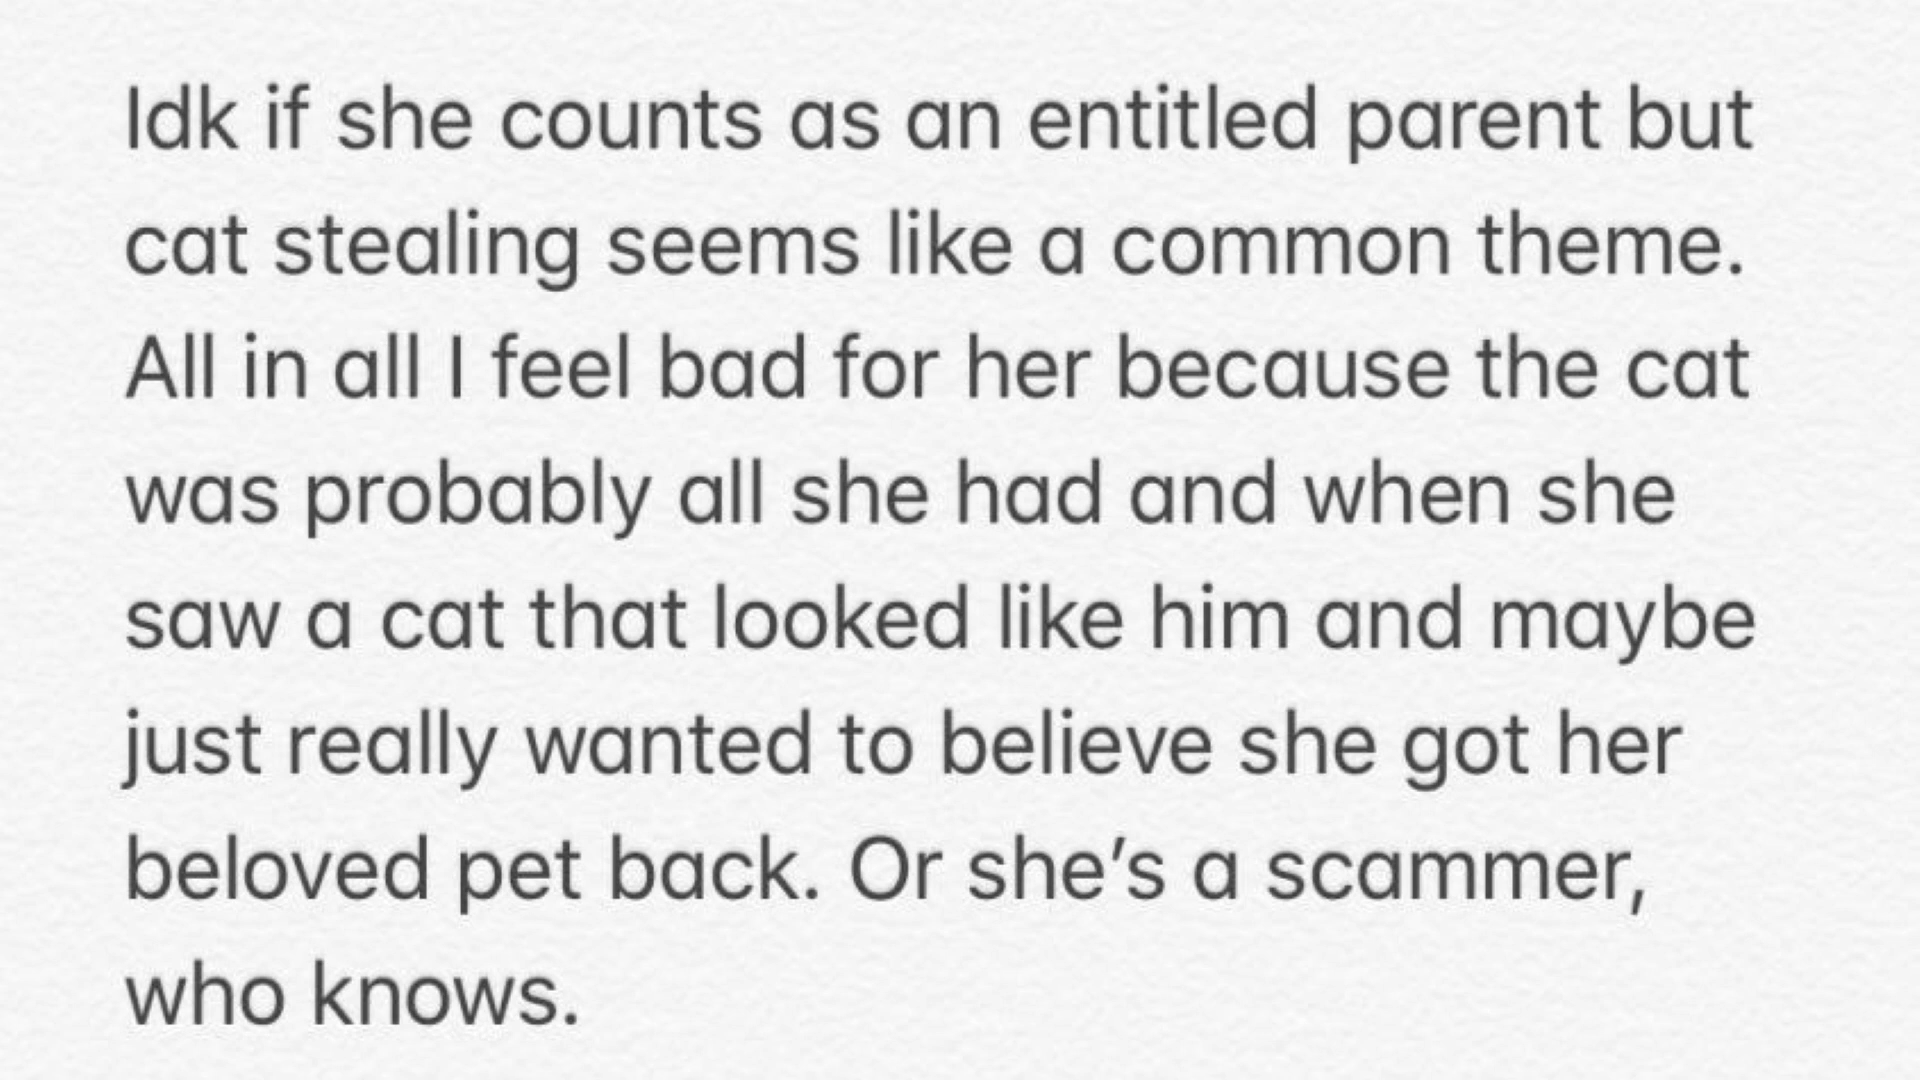 Idk if she counts as an entitled parent but
cat stealing seems like a common theme.
All in all I feel bad for her because the cat
was probably all she had and when she
saw a cat that looked like him and maybe
just really wanted to believe she got her
beloved pet back. Or she’s a scammer,
who knows.